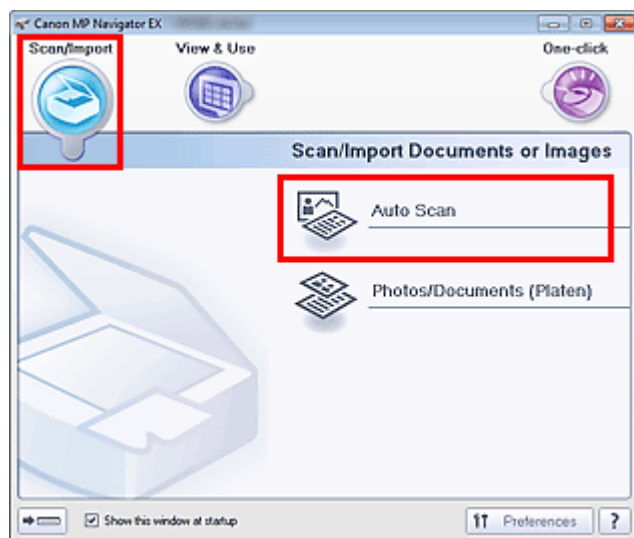 Canon MP Navigator EX
Scan/Import View & Use One-click
Scan/Import Documents or Images
Auto Scan
Photos/Documents (Platen)
Show this window at startup
Preferences ?